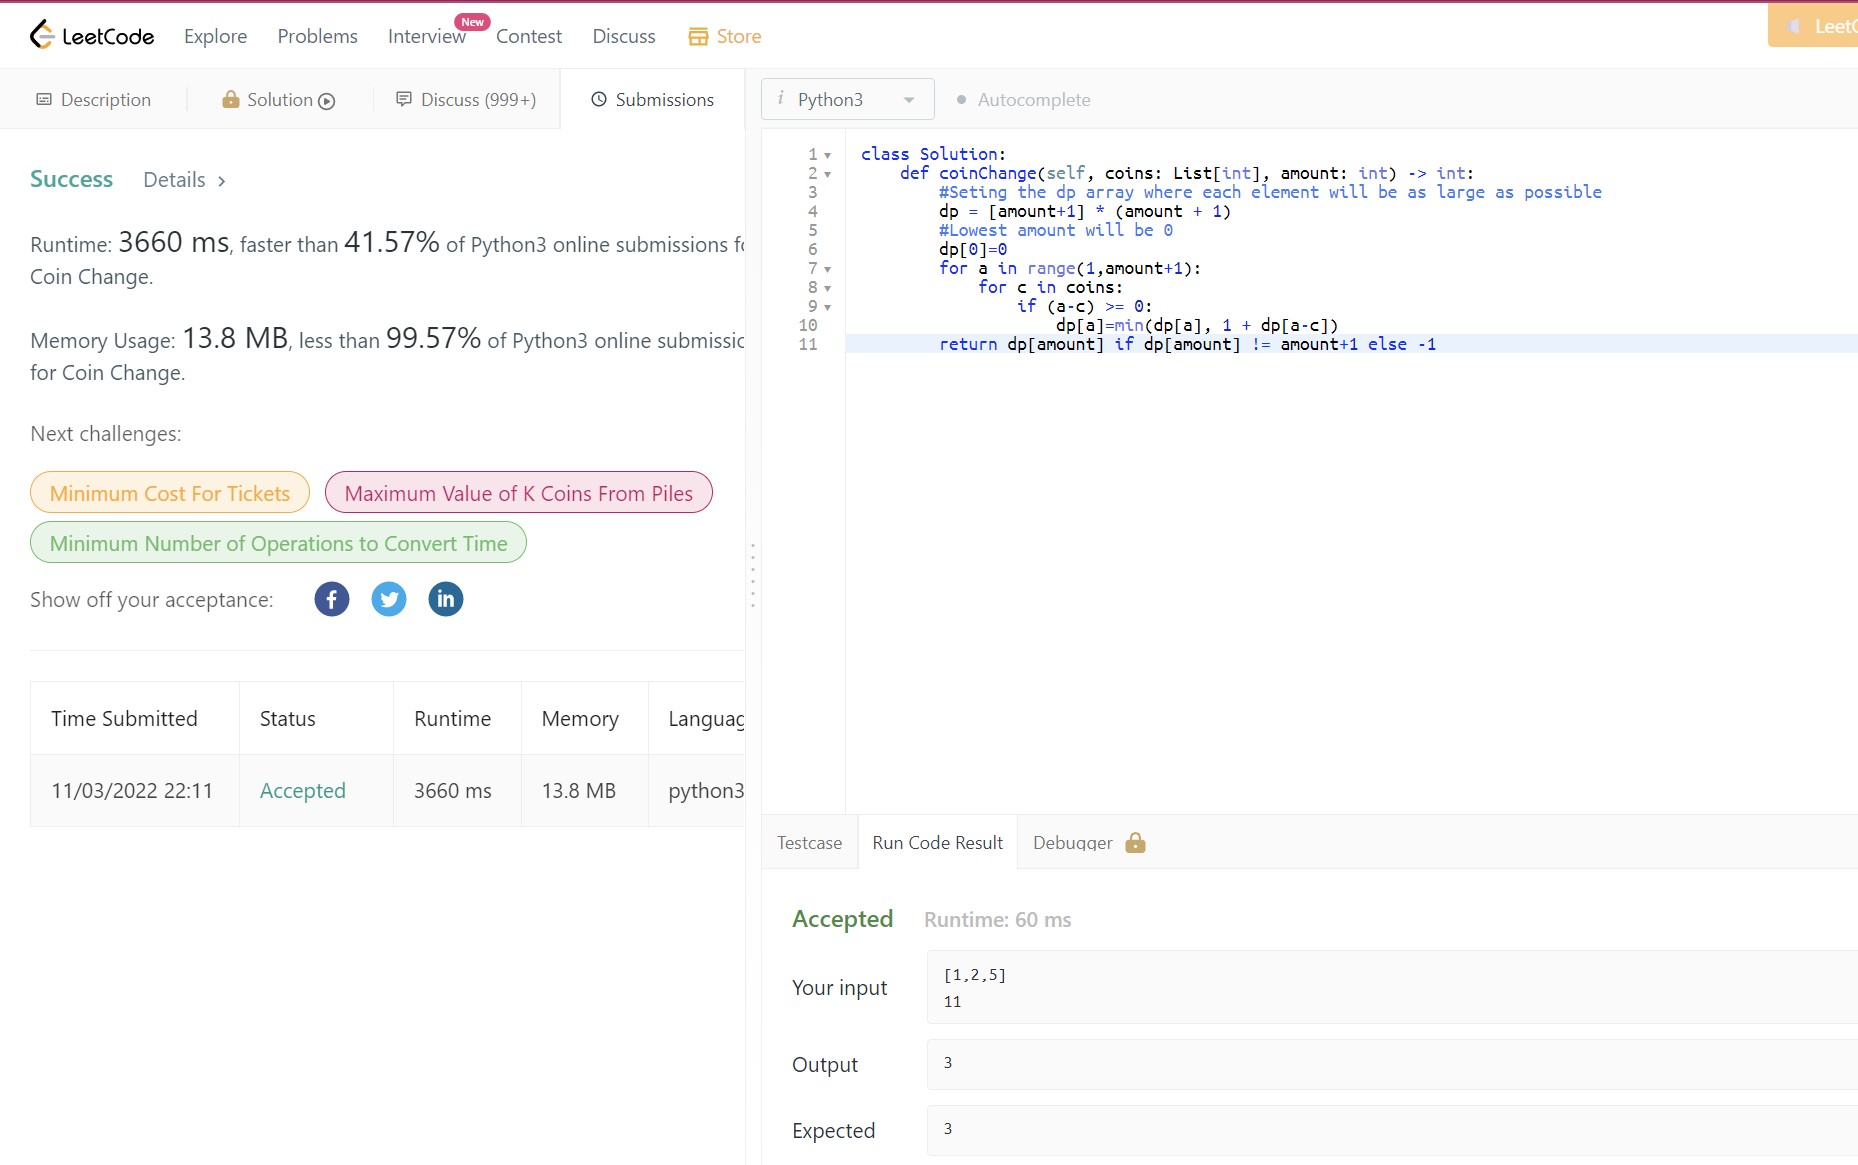 LeetCode Explore Problems Interview New Contest Discuss Store
Description Solution Discuss (999+) Submissions
Success Details >
Runtime: 3660 ms, faster than 41.57% of Python3 online submissions
Coin Change.
Memory Usage: 13.8 MB, less than 99.57% of Python3 online
for Coin Change.
Next challenges:
Minimum Cost For Tickets Maximum Value of K Coins From Piles
Minimum Number of Operations to Convert Time
Show off your acceptance:
Time Submitted Status Runtime Memory
11/03/2022 22:11 Accepted 3660 ms 13.8 MB python3
i Python3 Autocomplete
1 class Solution:
2 def coinChange(self, coins: List[int], amount: int) -> int:
3 #Seting the dp array where each element will be as large as possible
4 dp = [amount+1] * (amount + 1)
5 #Lowest amount will be 0
6 dp[0]=0
7 for a in range(1,amount+1):
8 for c in coins:
9 if (a-c) >= 0:
10 dp[a]=min(dp[a], 1 + dp[a-c])
11 return dp[amount] if dp[amount] != amount+1 else -1
Testcase Run Code Result Debugger
Accepted Runtime: 60 ms
Your input
[1,2,5]
11
Output 3
Expected 3